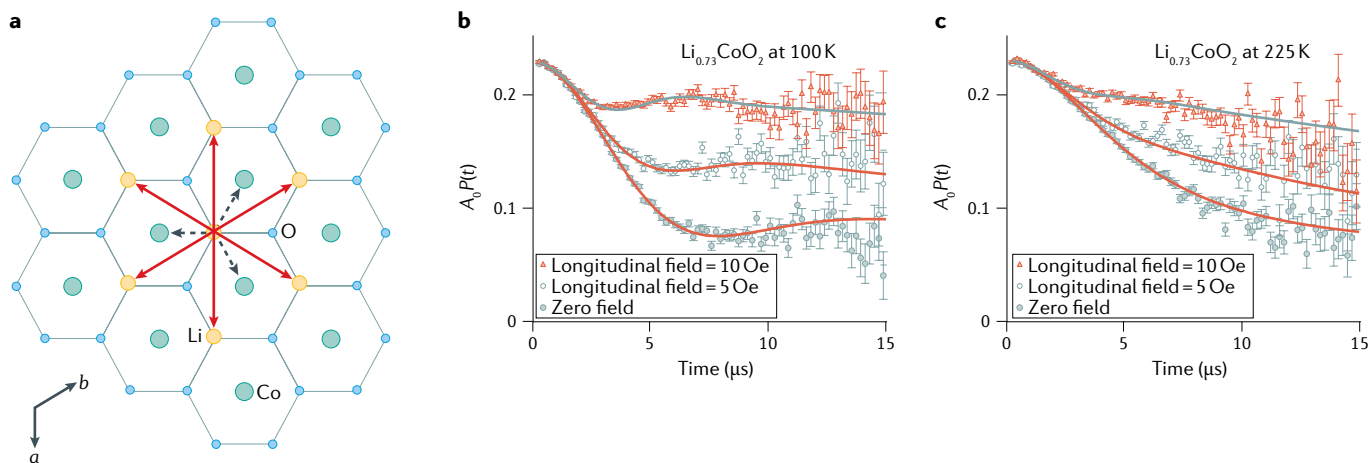 a
O
Li
Co
b
a
b
Li0.73CoO2 at 100 K
A0P(t)
0.2
0.1
0
Longitudinal field = 10 Oe
Longitudinal field = 5 Oe
Zero field
0
5
10
15
Time (µs)
c
Li0.73CoO2 at 225 K
A0P(t)
0.2
0.1
0
Longitudinal field = 10 Oe
Longitudinal field = 5 Oe
Zero field
0
5
10
15
Time (µs)